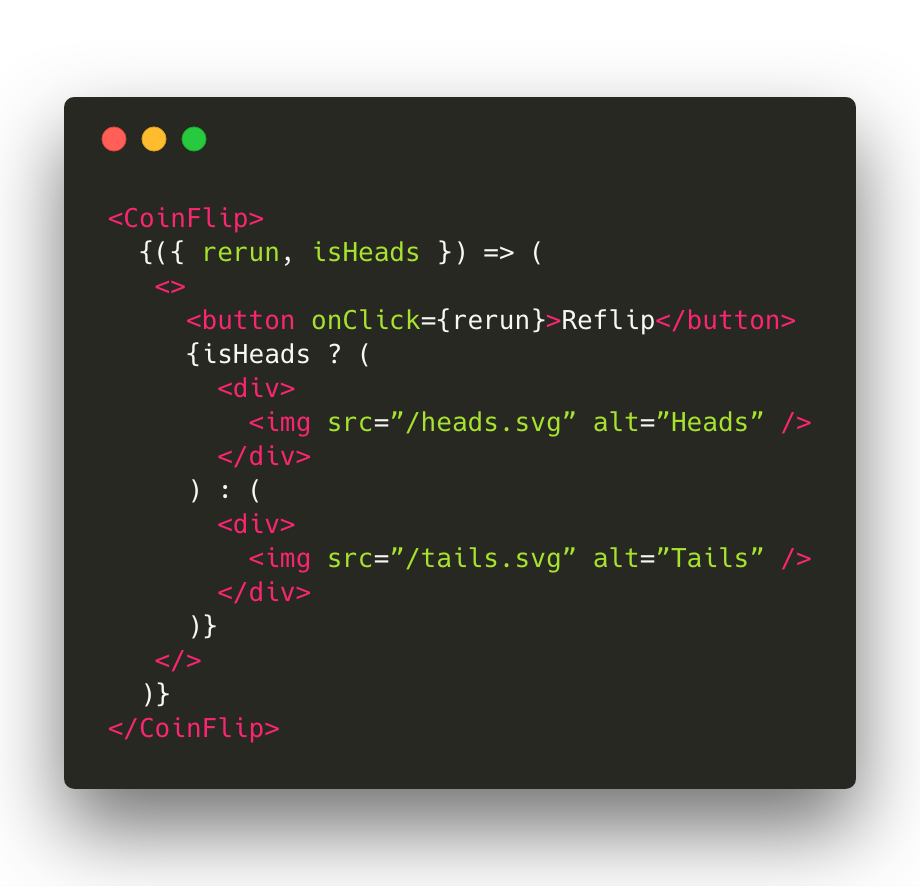 <CoinFlip>
  {({ rerun, isHeads }) => (
   <>
     <button onClick={rerun}>Reflip</button>
     {isHeads ? (
       <div>
         <img src=”/heads.svg” alt=”Heads” />
       </div>
     ) : (
       <div>
         <img src=”/tails.svg” alt=”Tails” />
       </div>
     )}
   </>
  )}
</CoinFlip>